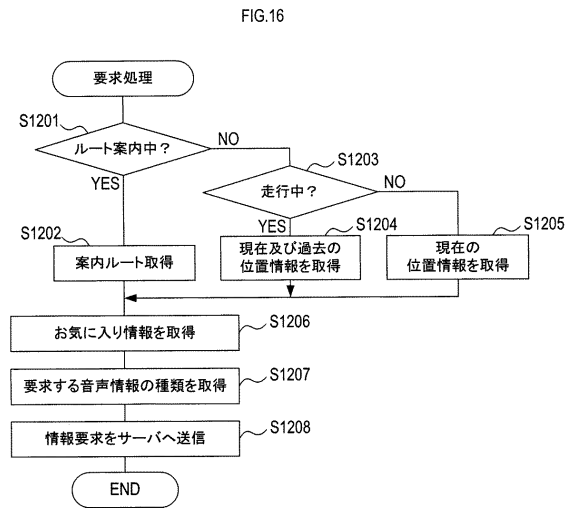 FIG.16
要求処理
S1201
ルート案内中？
NO
YES
S1203
走行中？
NO
YES
S1202
案内ルート取得
S1204
現在及び過去の
位置情報を取得
S1205
現在の
位置情報を取得
S1206
お気に入り情報を取得
S1207
要求する音声情報の種類を取得
S1208
情報要求をサーバへ送信
END